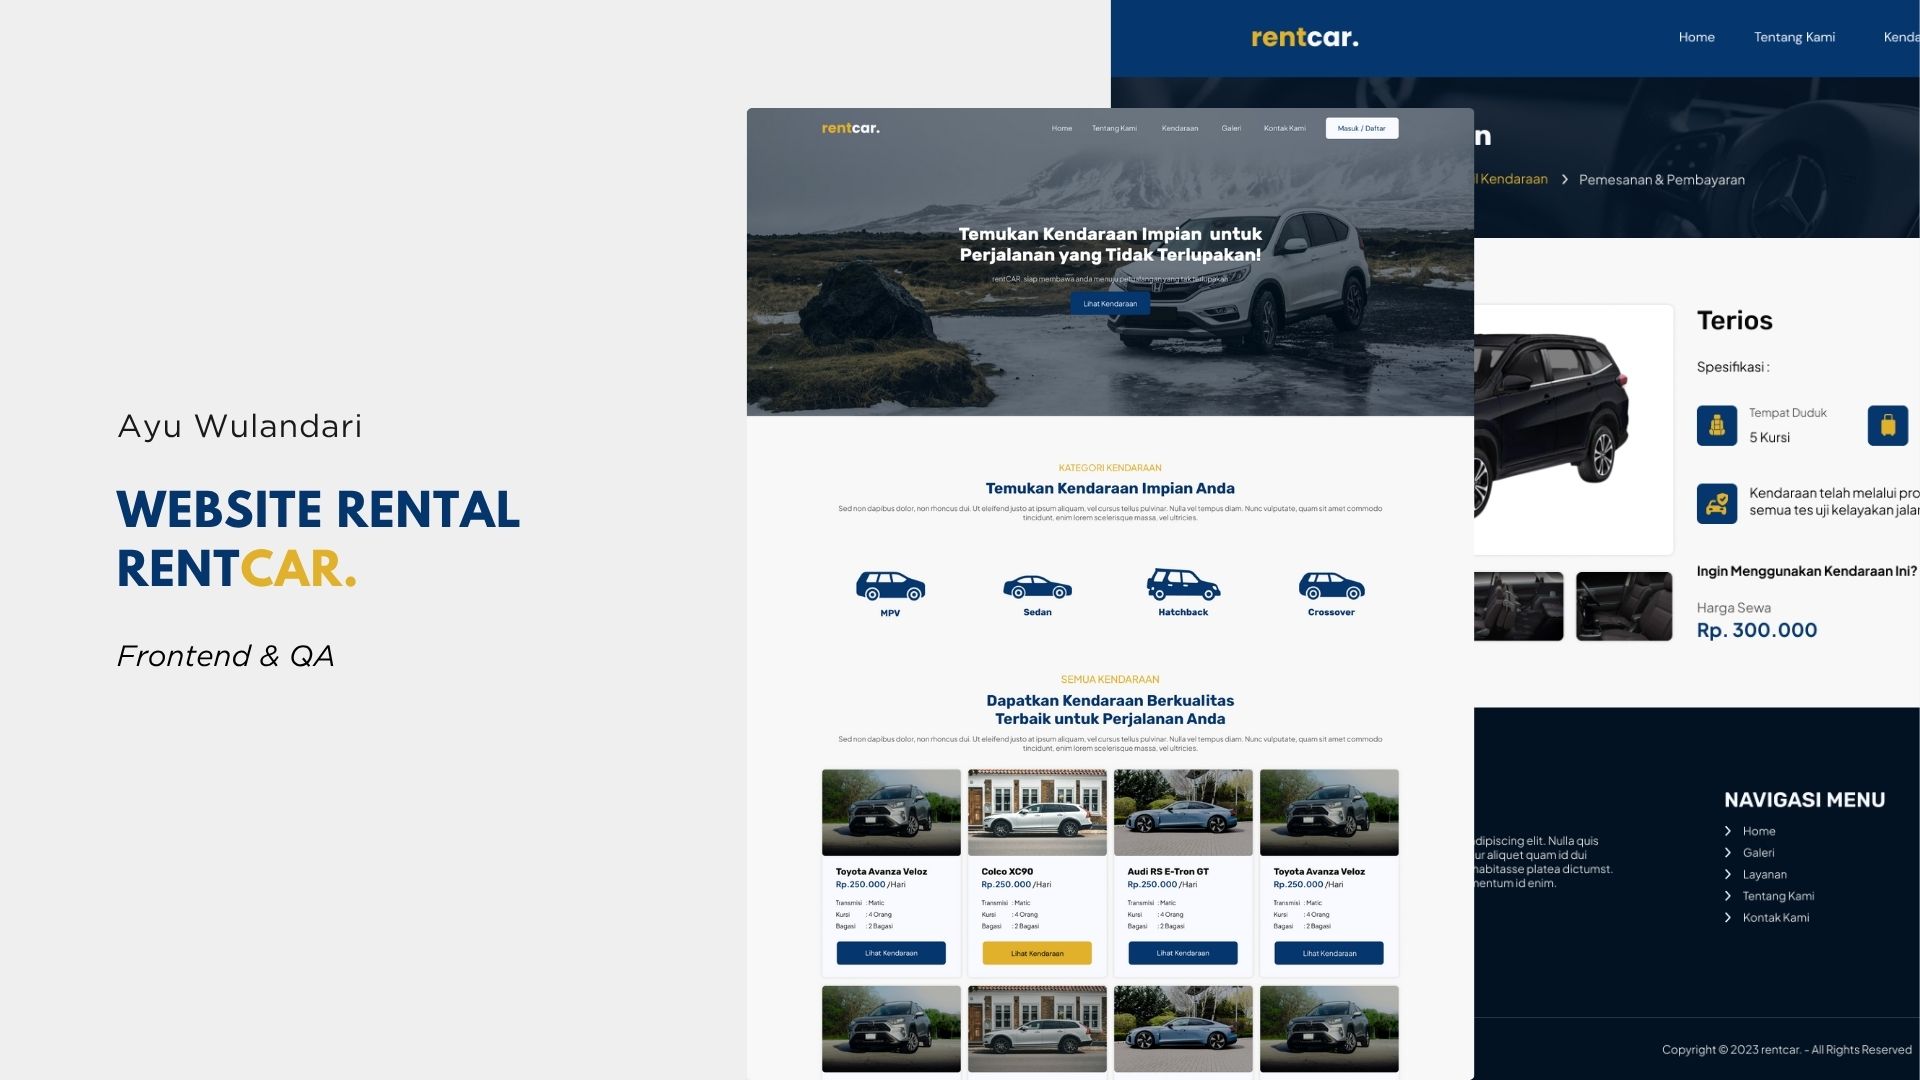 Ayu Wulandari
WEBSITE RENTAL
RENTCAR.
Frontend & QA
rentcar.
Home Tentang Kami Kendaraan Galeri Kontak Kami Masuk / Daftar
Temukan Kendaraan Impian untuk
Perjalanan yang Tidak Terlupakan!
rentCAR. siap membawa anda menuju petualangan yang tak terlupakan
Lihat Kendaraan
KATEGORI KENDARAAN
Temukan Kendaraan Impian Anda
Sed non dapibus dolor, non rhoncus dui. Ut eleifend justo at ipsum aliquam, vel cursus tellus pulvinar. Nulla vel tempus diam. Nunc vulputate, quam sit amet commodo
tincidunt, enim lorem scelerisque massa, vel ultricies.
MPV Sedan Hatchback Crossover
SEMUA KENDARAAN
Dapatkan Kendaraan Berkualitas
Terbaik untuk Perjalanan Anda
Sed non dapibus dolor, non rhoncus dui. Ut eleifend justo at ipsum aliquam, vel cursus tellus pulvinar. Nulla vel tempus diam. Nunc vulputate, quam sit amet commodo
tincidunt, enim lorem scelerisque massa, vel ultricies.
Toyota Avanza Veloz
Rp.250.000 /Hari
Transmisi : Matic
Kursi : 4 Orang
Bagasi : 2 Bagasi
Lihat Kendaraan
Colco XC90
Rp.250.000 /Hari
Transmisi : Matic
Kursi : 4 Orang
Bagasi : 2 Bagasi
Lihat Kendaraan
Audi RS E-Tron GT
Rp.250.000 /Hari
Transmisi : Matic
Kursi : 4 Orang
Bagasi : 2 Bagasi
Lihat Kendaraan
Toyota Avanza Veloz
Rp.250.000 /Hari
Transmisi : Matic
Kursi : 4 Orang
Bagasi : 2 Bagasi
Lihat Kendaraan
rentcar.
Home Tentang Kami Kenda
n
il Kendaraan > Pemesanan & Pembayaran
Terios
Spesifikasi :
Tempat Duduk
5 Kursi
Kendaraan telah melalui pro
semua tes uji kelayakan jalan
Ingin Menggunakan Kendaraan Ini?
Harga Sewa
Rp. 300.000
adipiscing elit. Nulla quis
ur aliquet quam id dui
habitasse platea dictumst.
mentum id enim.
NAVIGASI MENU
> Home
> Galeri
> Layanan
> Tentang Kami
> Kontak Kami
Copyright © 2023 rentcar. - All Rights Reserved